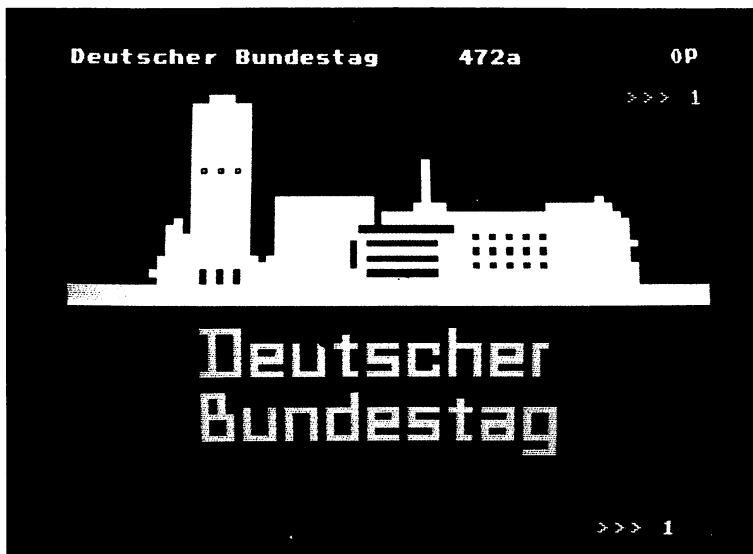 Deutscher Bundestag 472a 0P
>>> 1
Deutscher
Bundestag
>>> 1